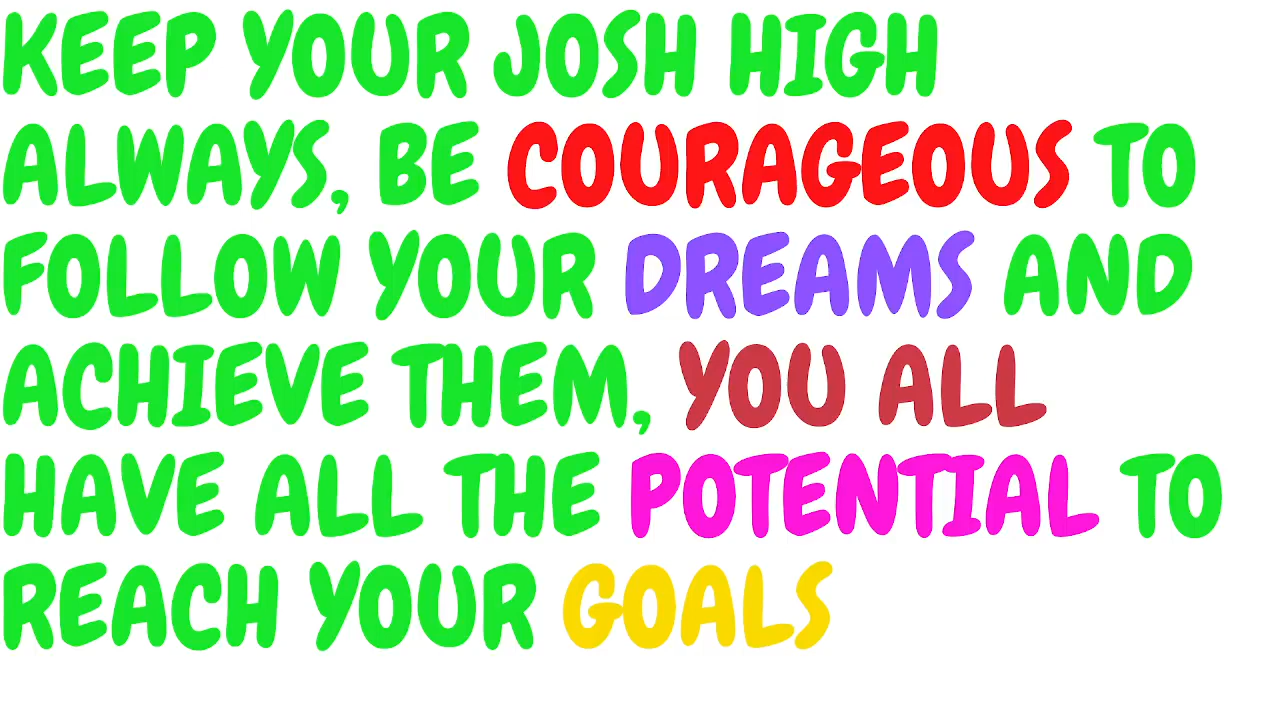 KEEP YOUR JOSH HIGH
ALWAYS, BE COURAGEOUS TO
FOLLOW YOUR DREAMS AND
ACHIEVE THEM, YOU ALL
HAVE ALL THE POTENTIAL TO
REACH YOUR GOALS